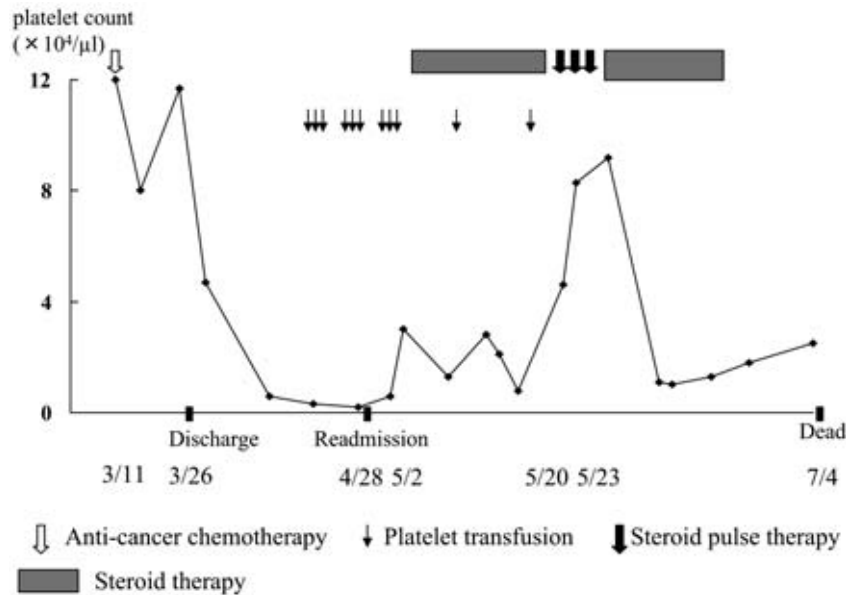 platelet count
(×10⁴/μl)
12
8
4
0
Discharge Readmission Dead
3/11 3/26 4/28 5/2 5/20 5/23 7/4
Anti-cancer chemotherapy Platelet transfusion Steroid pulse therapy
Steroid therapy